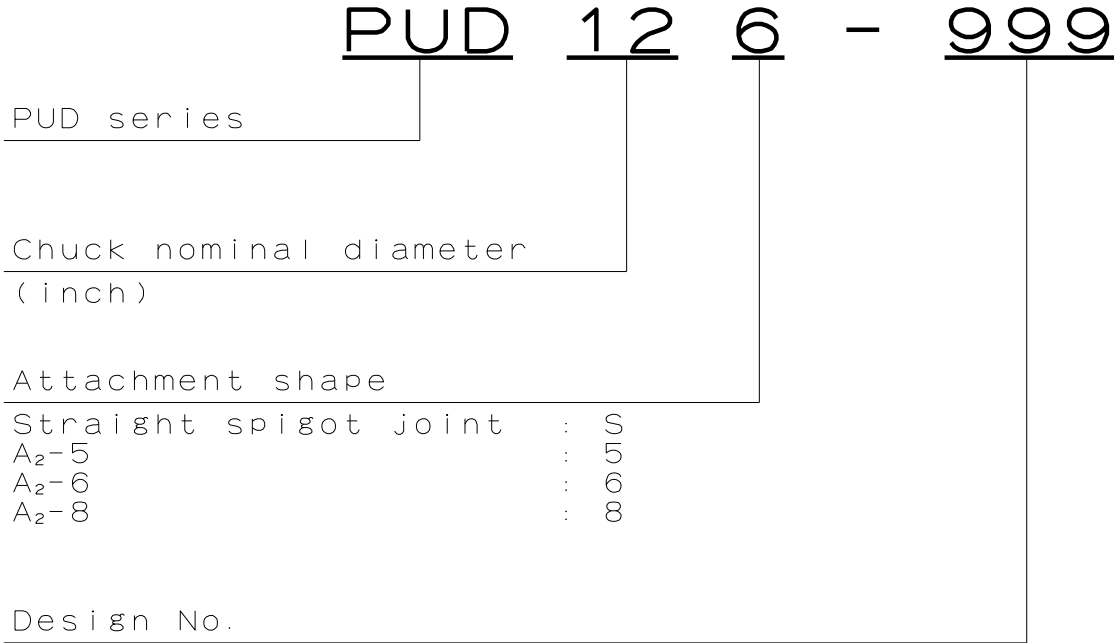 PUD 12 6 - 999
PUD series
Chuck nominal diameter
(inch)
Attachment shape
Straight spigot joint : S
A₂-5 : 5
A₂-6 : 6
A₂-8 : 8
Design No.